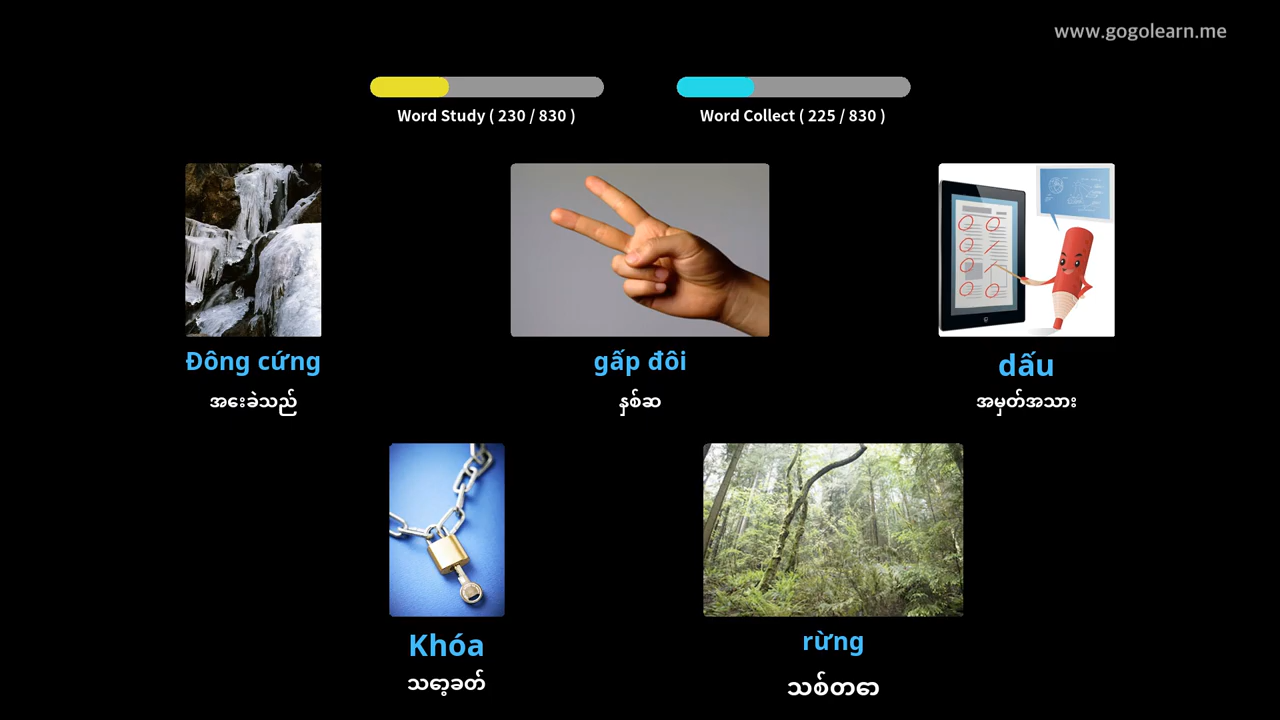 www.gogolearn.me
Word Study ( 230 / 830 )
Word Collect ( 225 / 830 )
Đông cứng
အေးခဲသည်
gấp đôi
နှစ်ဆ
dấu
အမှတ်အသား
Khóa
သော့ခတ်
rừng
သစ်တော